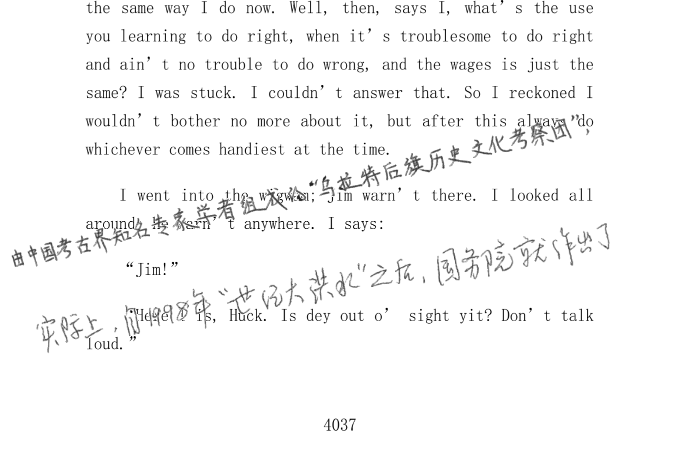 the same way I do now. Well, then, says I, what's the use
you learning to do right, when it's troublesome to do right
and ain't no trouble to do wrong, and the wages is just the
same? I was stuck. I couldn't answer that. So I reckoned I
wouldn't bother no more about it, but after this always do
whichever comes handiest at the time.
I went into the wigwam; Jim warn't there. I looked all
around; he warn't anywhere. I says:
由中国考古界知名专家学者组成的“乌拉特后旗历史文化考察团”,
“Jim!”
实际上,自1998年“世纪大洪水”之后,国务院就作出了
“Here I is, Huck. Is dey out o' sight yit? Don't talk
loud.”
4037